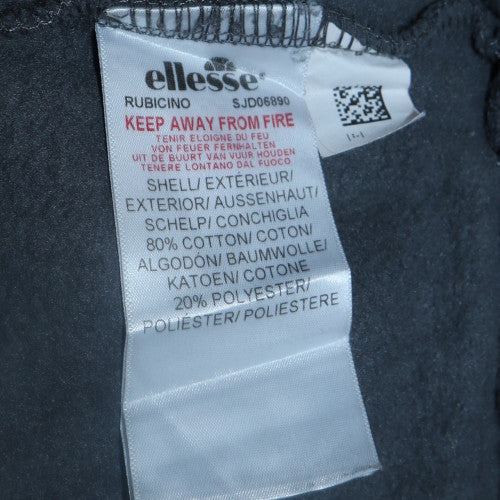 ellesse
RUBICINO SJD06890
KEEP AWAY FROM FIRE
TENIR ELOIGNE DU FEU
VON FEUER FERNHALTEN
UIT DE BUURT VAN VUUR HOUDEN
TENERE LONTANO DAL FUOCO
SHELL/ EXTÉRIEUR/
EXTERIOR/ AUSSENHAUT/
SCHELP/ CONCHIGLIA
80% COTTON/ COTON/
ALGODÓN/ BAUMWOLLE/
KATOEN/ COTONE
20% POLYESTER/
POLIÉSTER/ POLIESTERE